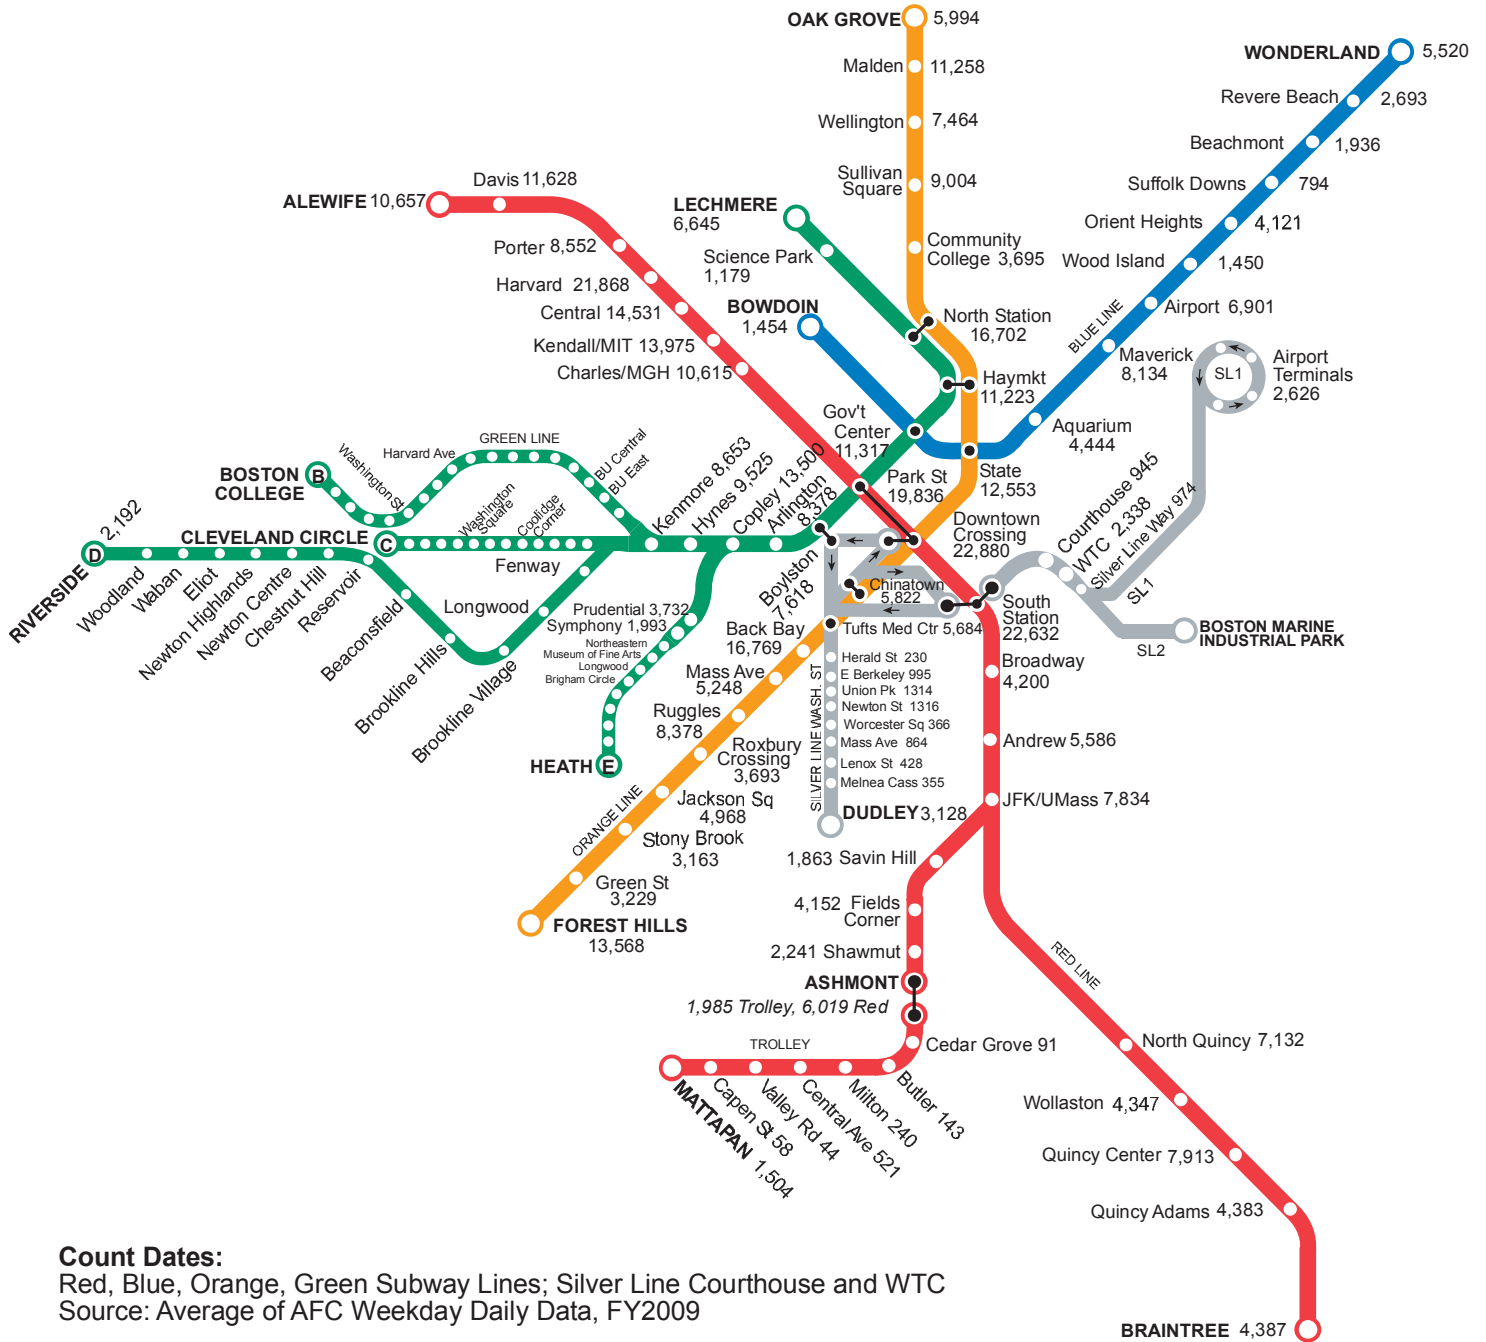 OAK GROVE 5,994
Malden 11,258
Wellington 7,464
Sullivan
Square 9,004
Community
College 3,695
North Station
16,702
Haymkt
11,223
State
12,553
Downtown
Crossing
22,880
Chinatown
5,822
Tufts Med Ctr 5,684
Back Bay
16,769
Mass Ave
5,248
Ruggles
8,378
Roxbury
Crossing
3,693
Jackson Sq
4,968
Stony Brook
3,163
Green St
3,229
FOREST HILLS
13,568
ORANGE LINE
WONDERLAND 5,520
Revere Beach 2,693
Beachmont 1,936
Suffolk Downs 794
Orient Heights 4,121
Wood Island 1,450
Airport 6,901
BLUE LINE
Maverick
8,134
Aquarium
4,444
BOWDOIN
1,454
Gov't
Center
11,317
ALEWIFE 10,657
Davis 11,628
Porter 8,552
Harvard 21,868
Central 14,531
Kendall/MIT 13,975
Charles/MGH 10,615
Park St
19,836
South
Station
22,632
Broadway
4,200
Andrew 5,586
JFK/UMass 7,834
1,863 Savin Hill
4,152 Fields
Corner
2,241 Shawmut
ASHMONT
1,985 Trolley, 6,019 Red
TROLLEY
Cedar Grove 91
Butler 143
Milton 240
Central Ave 521
Valley Rd 44
Capen St 58
MATTAPAN 1,504
RED LINE
North Quincy 7,132
Wollaston 4,347
Quincy Center 7,913
Quincy Adams 4,383
BRAINTREE 4,387
LECHMERE
6,645
Science Park
1,179
Boylston
7,618
Arlington
8,378
Copley 13,500
Hynes 9,525
Kenmore 8,653
GREEN LINE
BU East
BU Central
Harvard Ave
Washington St
BOSTON
COLLEGE
B
CLEVELAND CIRCLE
C
Washington
Square
Coolidge
Corner
RIVERSIDE 2,192
D
Woodland
Waban
Eliot
Newton Highlands
Newton Centre
Chestnut Hill
Reservoir
Beaconsfield
Brookline Hills
Brookline Village
Longwood
Fenway
Prudential 3,732
Symphony 1,993
Northeastern
Museum of Fine Arts
Longwood
Brigham Circle
HEATH
E
SL1
Airport
Terminals
2,626
Courthouse 945
WTC 2,338
Silver Line Way 974
SL1
SL2
BOSTON MARINE
INDUSTRIAL PARK
SILVER LINE WASH. ST
Herald St 230
E Berkeley 995
Union Pk 1314
Newton St 1316
Worcester Sq 366
Mass Ave 864
Lenox St 428
Melnea Cass 355
DUDLEY 3,128
Count Dates:
Red, Blue, Orange, Green Subway Lines; Silver Line Courthouse and WTC
Source: Average of AFC Weekday Daily Data, FY2009